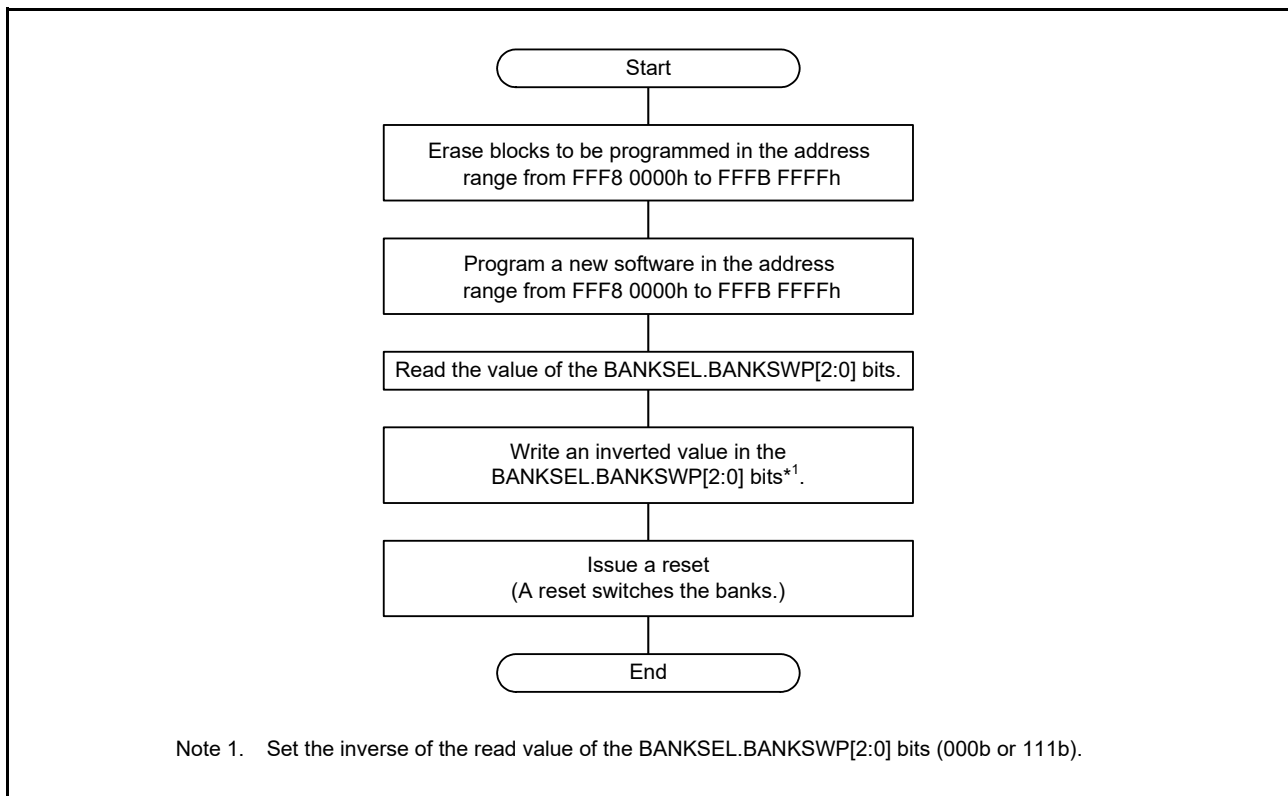 Start
Erase blocks to be programmed in the address
range from FFF8 0000h to FFFB FFFFh
Program a new software in the address
range from FFF8 0000h to FFFB FFFFh
Read the value of the BANKSEL.BANKSWP[2:0] bits.
Write an inverted value in the
BANKSEL.BANKSWP[2:0] bits*1.
Issue a reset
(A reset switches the banks.)
End
Note 1. Set the inverse of the read value of the BANKSEL.BANKSWP[2:0] bits (000b or 111b).